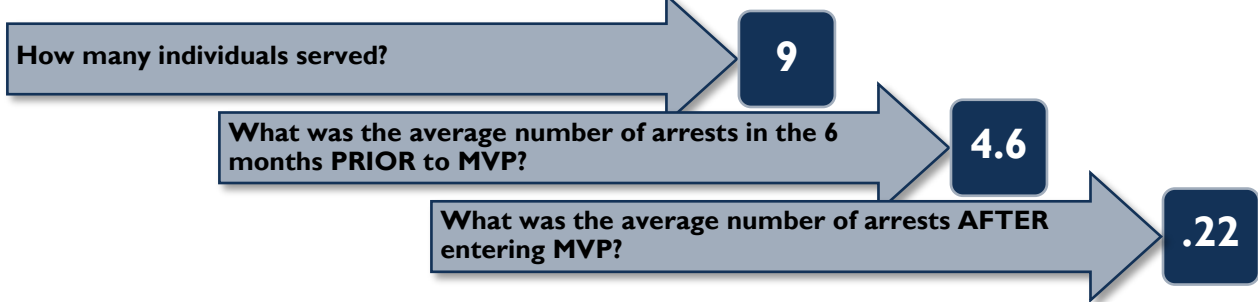 How many individuals served?
9
What was the average number of arrests in the 6
months PRIOR to MVP?
4.6
What was the average number of arrests AFTER
entering MVP?
.22